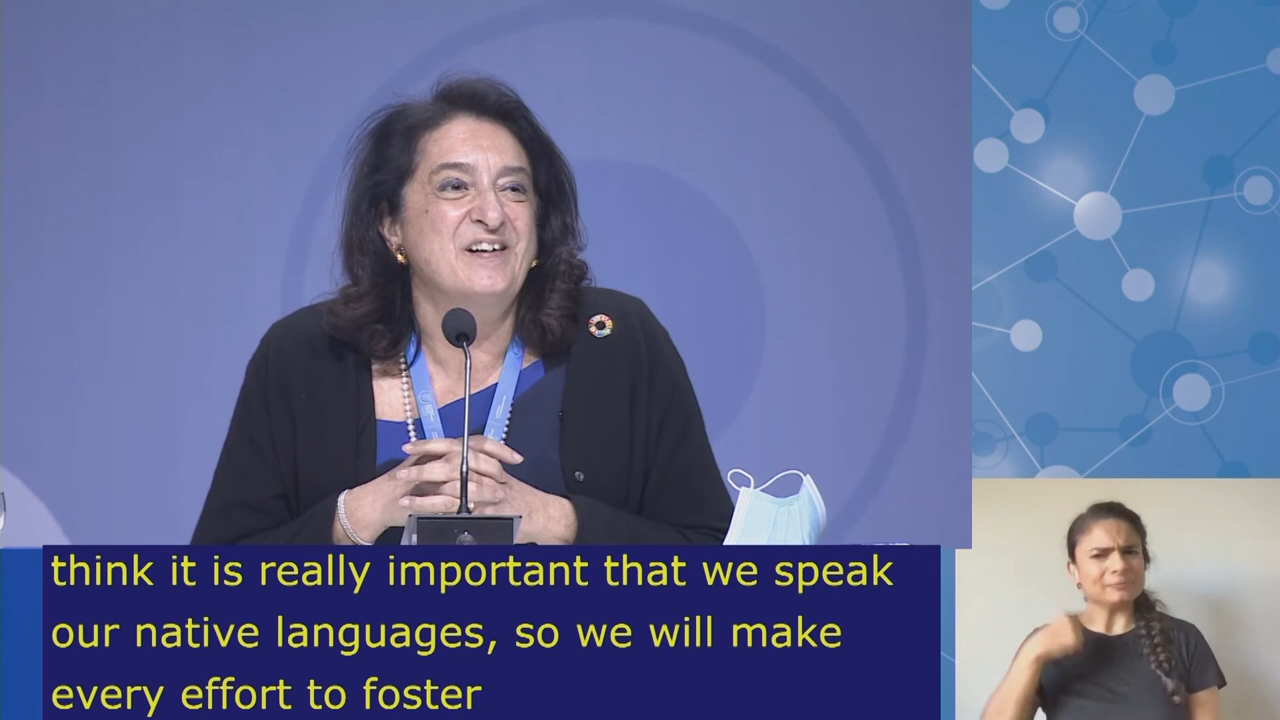 think it is really important that we speak
our native languages, so we will make
every effort to foster